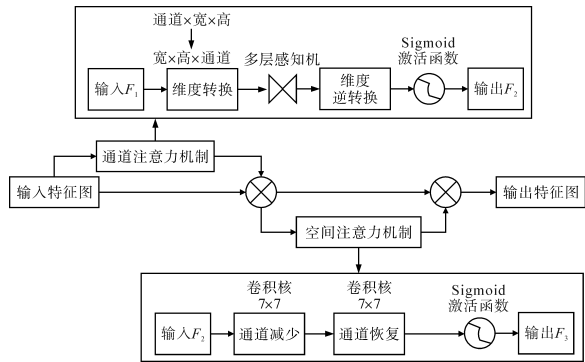 通道×宽×高
宽×高×通道
多层感知机
Sigmoid
激活函数
输入F₁
维度转换
维度
逆转换
输出F₂
通道注意力机制
输入特征图
输出特征图
空间注意力机制
卷积核
7×7
卷积核
7×7
Sigmoid
激活函数
输入F₂
通道减少
通道恢复
输出F₃